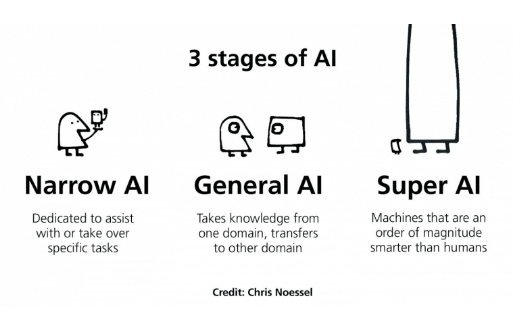 3 stages of AI
Narrow AI
Dedicated to assist
with or take over
specific tasks
General AI
Takes knowledge from
one domain, transfers
to other domain
Super AI
Machines that are an
order of magnitude
smarter than humans
Credit: Chris Noessel